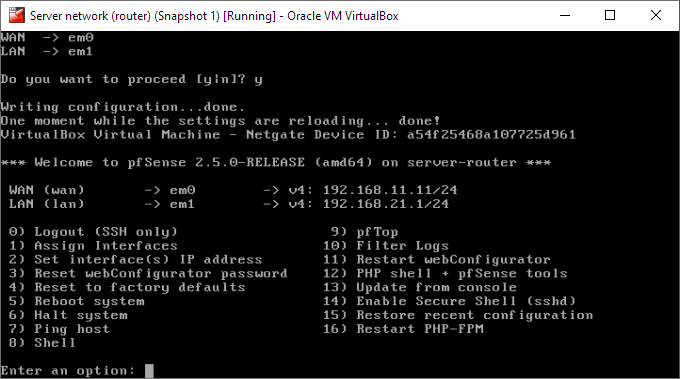 Server network (router) (Snapshot 1) [Running] - Oracle VM VirtualBox
WAN -> em0
LAN -> em1
Do you want to proceed [y|n]? y
Writing configuration...done.
One moment while the settings are reloading... done!
VirtualBox Virtual Machine - Netgate Device ID: a54f25468a107725d961
*** Welcome to pfSense 2.5.0-RELEASE (amd64) on server-router ***
WAN (wan) -> em0 -> v4: 192.168.11.11/24
LAN (lan) -> em1 -> v4: 192.168.21.1/24
0) Logout (SSH only) 9) pfTop
1) Assign Interfaces 10) Filter Logs
2) Set interface(s) IP address 11) Restart webConfigurator
3) Reset webConfigurator password 12) PHP shell + pfSense tools
4) Reset to factory defaults 13) Update from console
5) Reboot system 14) Enable Secure Shell (sshd)
6) Halt system 15) Restore recent configuration
7) Ping host 16) Restart PHP-FPM
8) Shell
Enter an option: